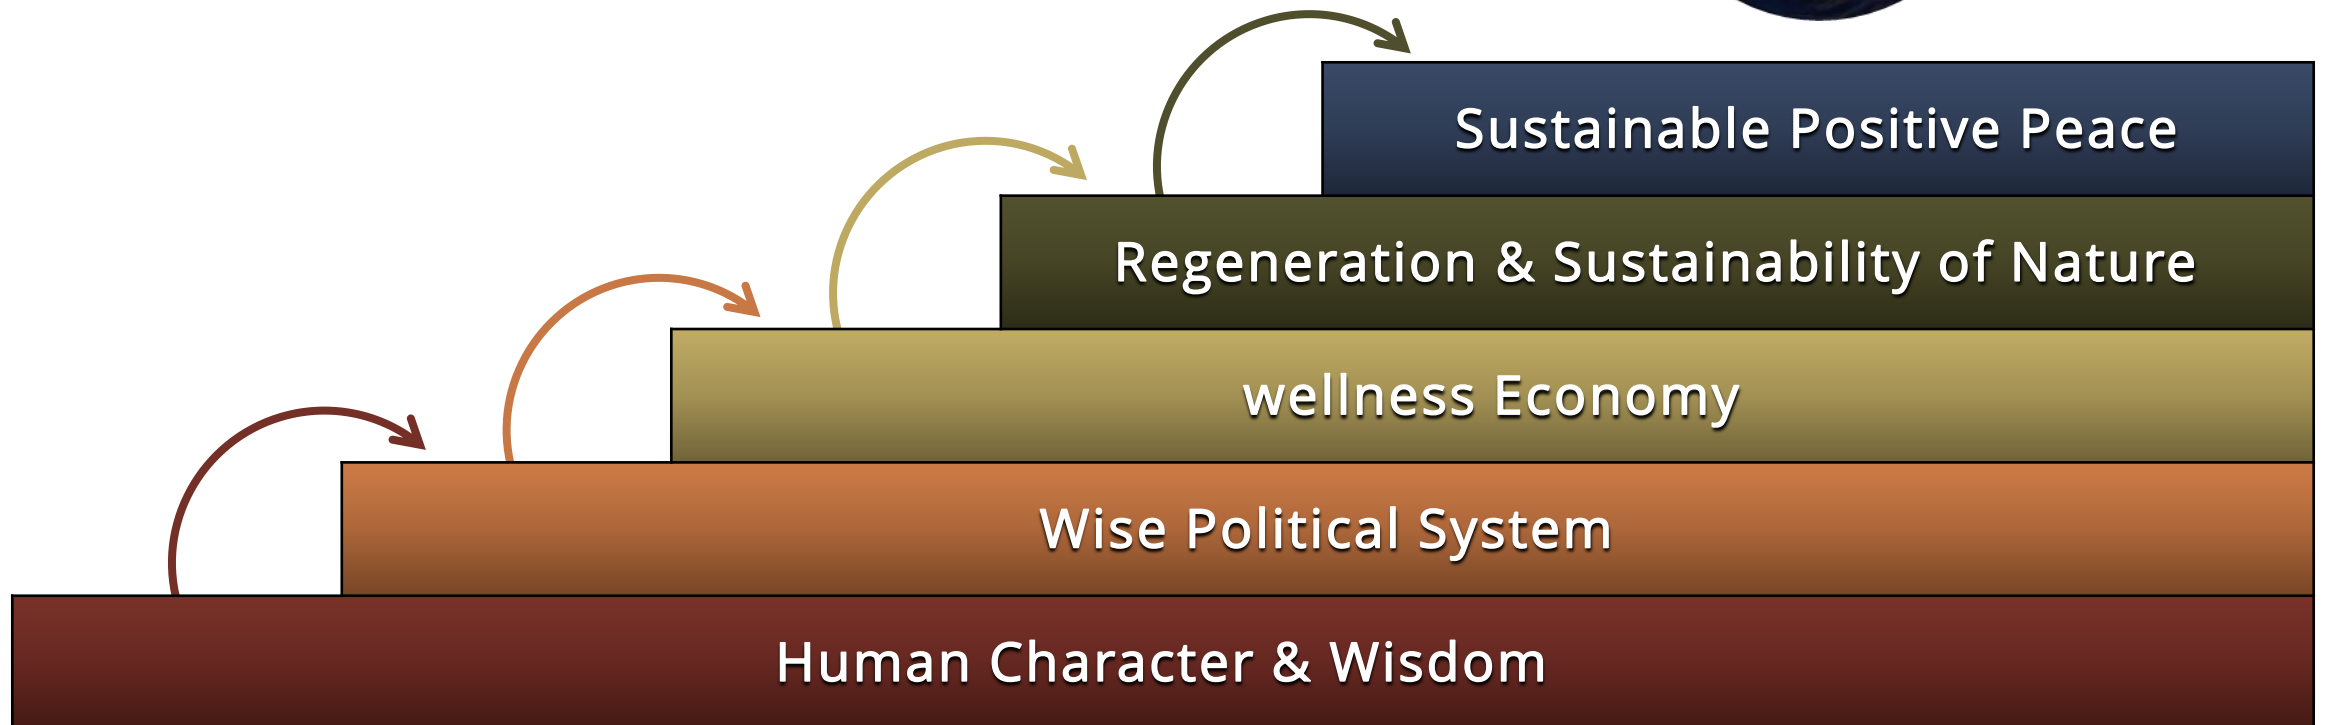 Sustainable Positive Peace
Regeneration & Sustainability of Nature
wellness Economy
Wise Political System
Human Character & Wisdom